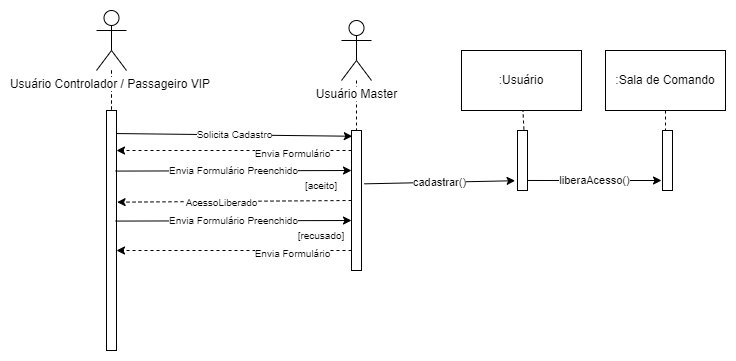 Usuário Controlador / Passageiro VIP
Usuário Master
:Usuário
:Sala de Comando
Solicita Cadastro
Envia Formulário
Envia Formulário Preenchido
[aceito]
cadastrar()
liberaAcesso()
AcessoLiberado
Envia Formulário Preenchido
[recusado]
Envia Formulário